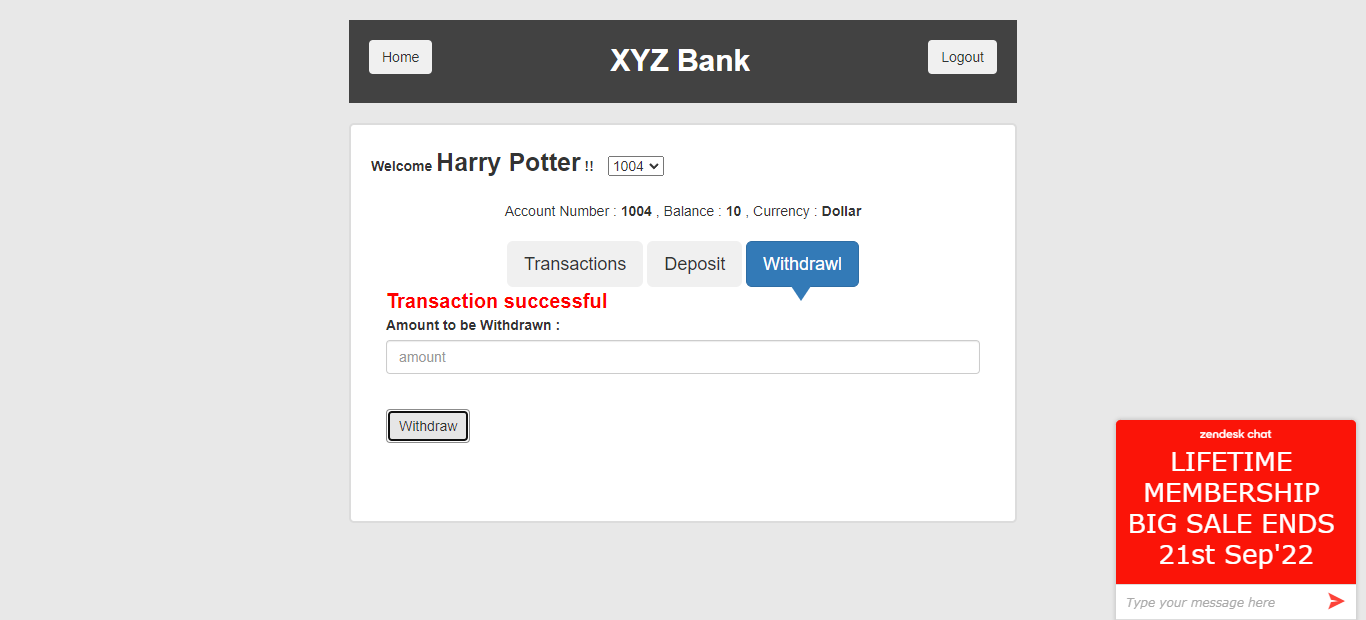 Home
XYZ Bank
Logout
Welcome Harry Potter !! 1004
Account Number : 1004 , Balance : 10 , Currency : Dollar
Transactions
Deposit
Withdrawl
Transaction successful
Amount to be Withdrawn :
amount
Withdraw
zendesk chat
LIFETIME
MEMBERSHIP
BIG SALE ENDS
21st Sep'22
Type your message here